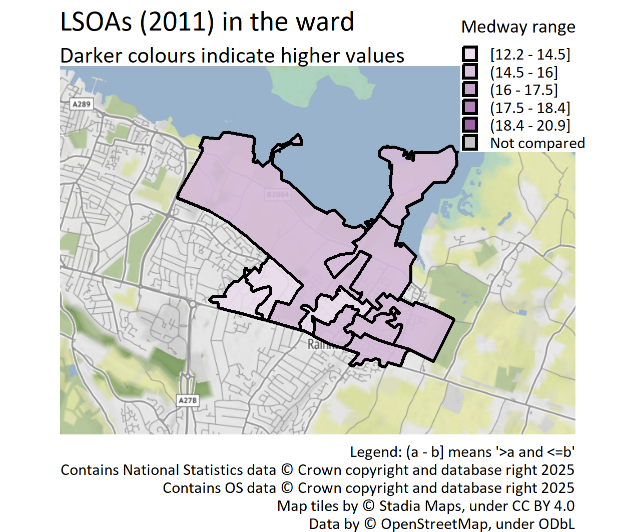 LSOAs (2011) in the ward
Darker colours indicate higher values
Medway range
[12.2 - 14.5]
(14.5 - 16]
(16 - 17.5]
(17.5 - 18.4]
(18.4 - 20.9]
Not compared
A289
A278
Legend: (a - b] means '>a and <=b'
Contains National Statistics data © Crown copyright and database right 2025
Contains OS data © Crown copyright and database right 2025
Map tiles by © Stadia Maps, under CC BY 4.0
Data by © OpenStreetMap, under ODbL